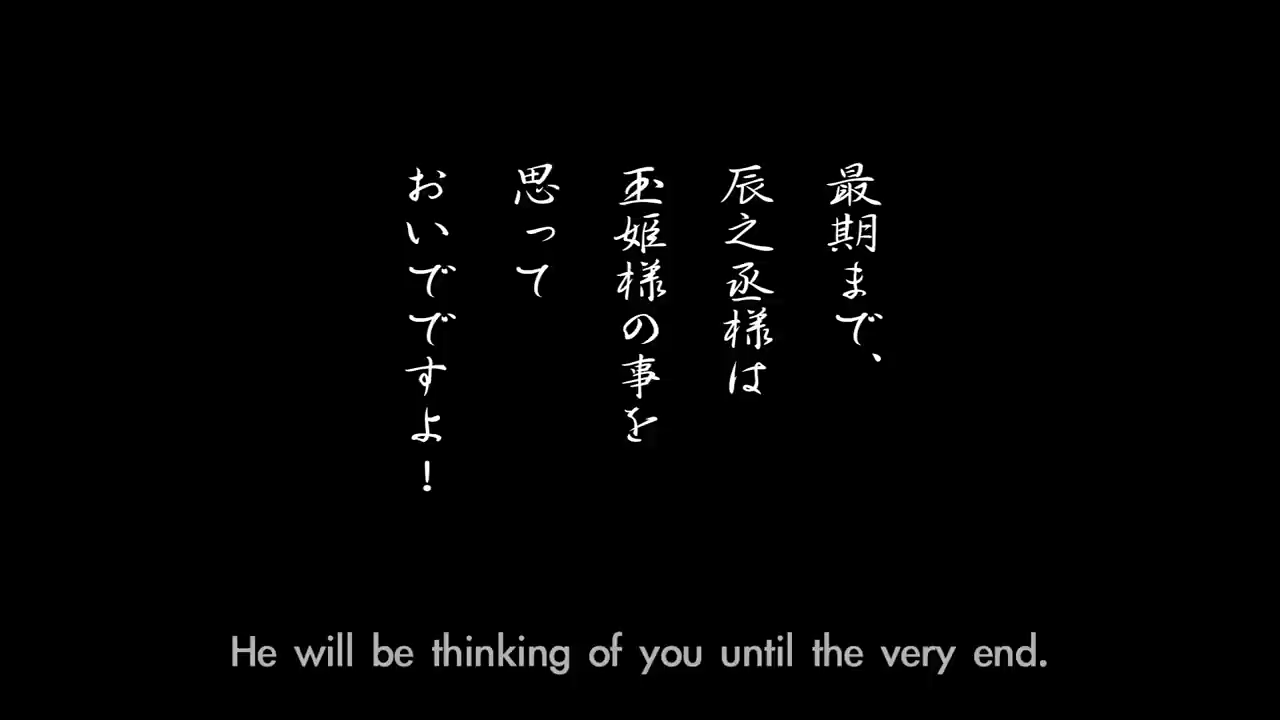 最期まで、
辰之丞様は
玉姫様の事を
思って
おいでですよ！
He will be thinking of you until the very end.